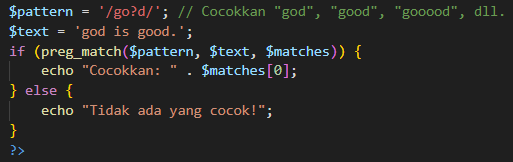 $pattern = '/go?d/'; // Cocokkan "god", "good", "gooood", dll.
$text = 'god is good.';
if (preg_match($pattern, $text, $matches)) {
    echo "Cocokkan: " . $matches[0];
} else {
    echo "Tidak ada yang cocok!";
}
?>